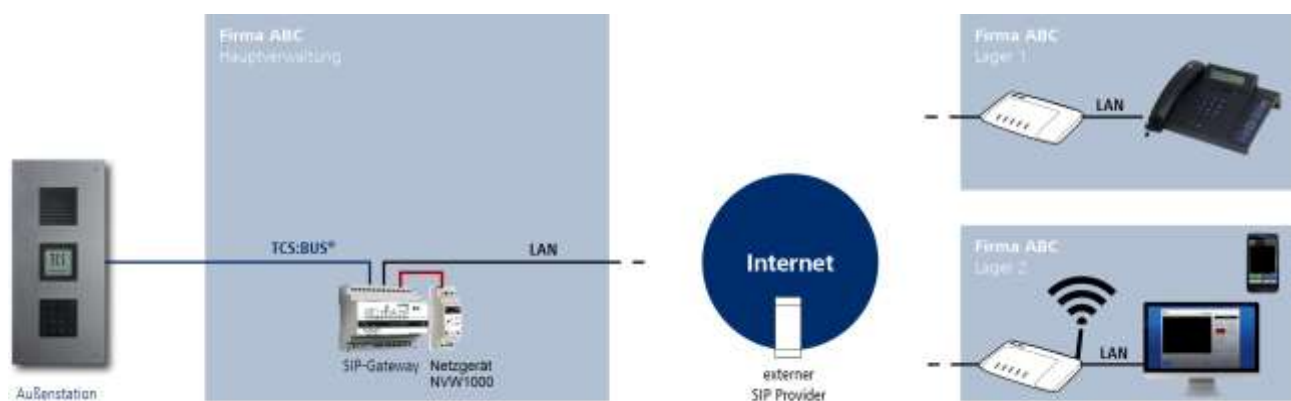 Firma ABC
Hauptverwaltung
TCS
TCS:BUS®
LAN
SIP-Gateway
Netzgerät
NVW1000
Außenstation
Internet
externer
SIP Provider
Firma ABC
Lager 1
LAN
Firma ABC
Lager 2
LAN